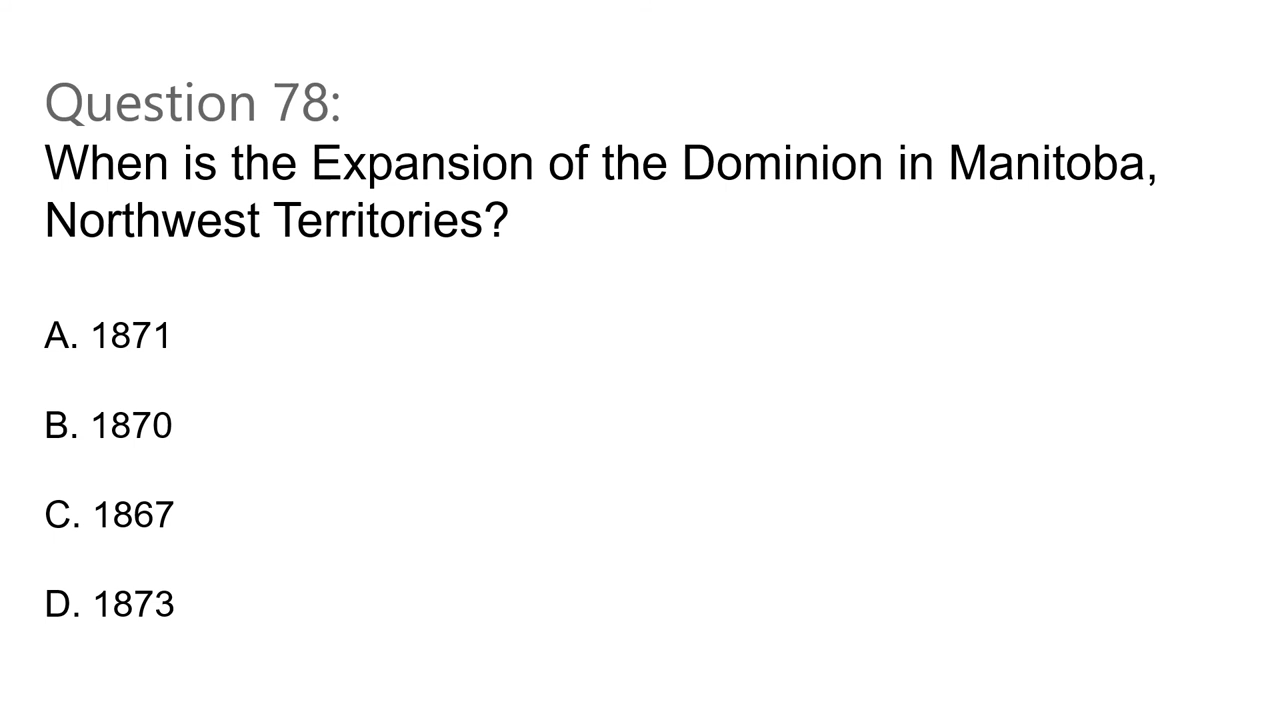 Question 78:
When is the Expansion of the Dominion in Manitoba,
Northwest Territories?
A. 1871
B. 1870
C. 1867
D. 1873